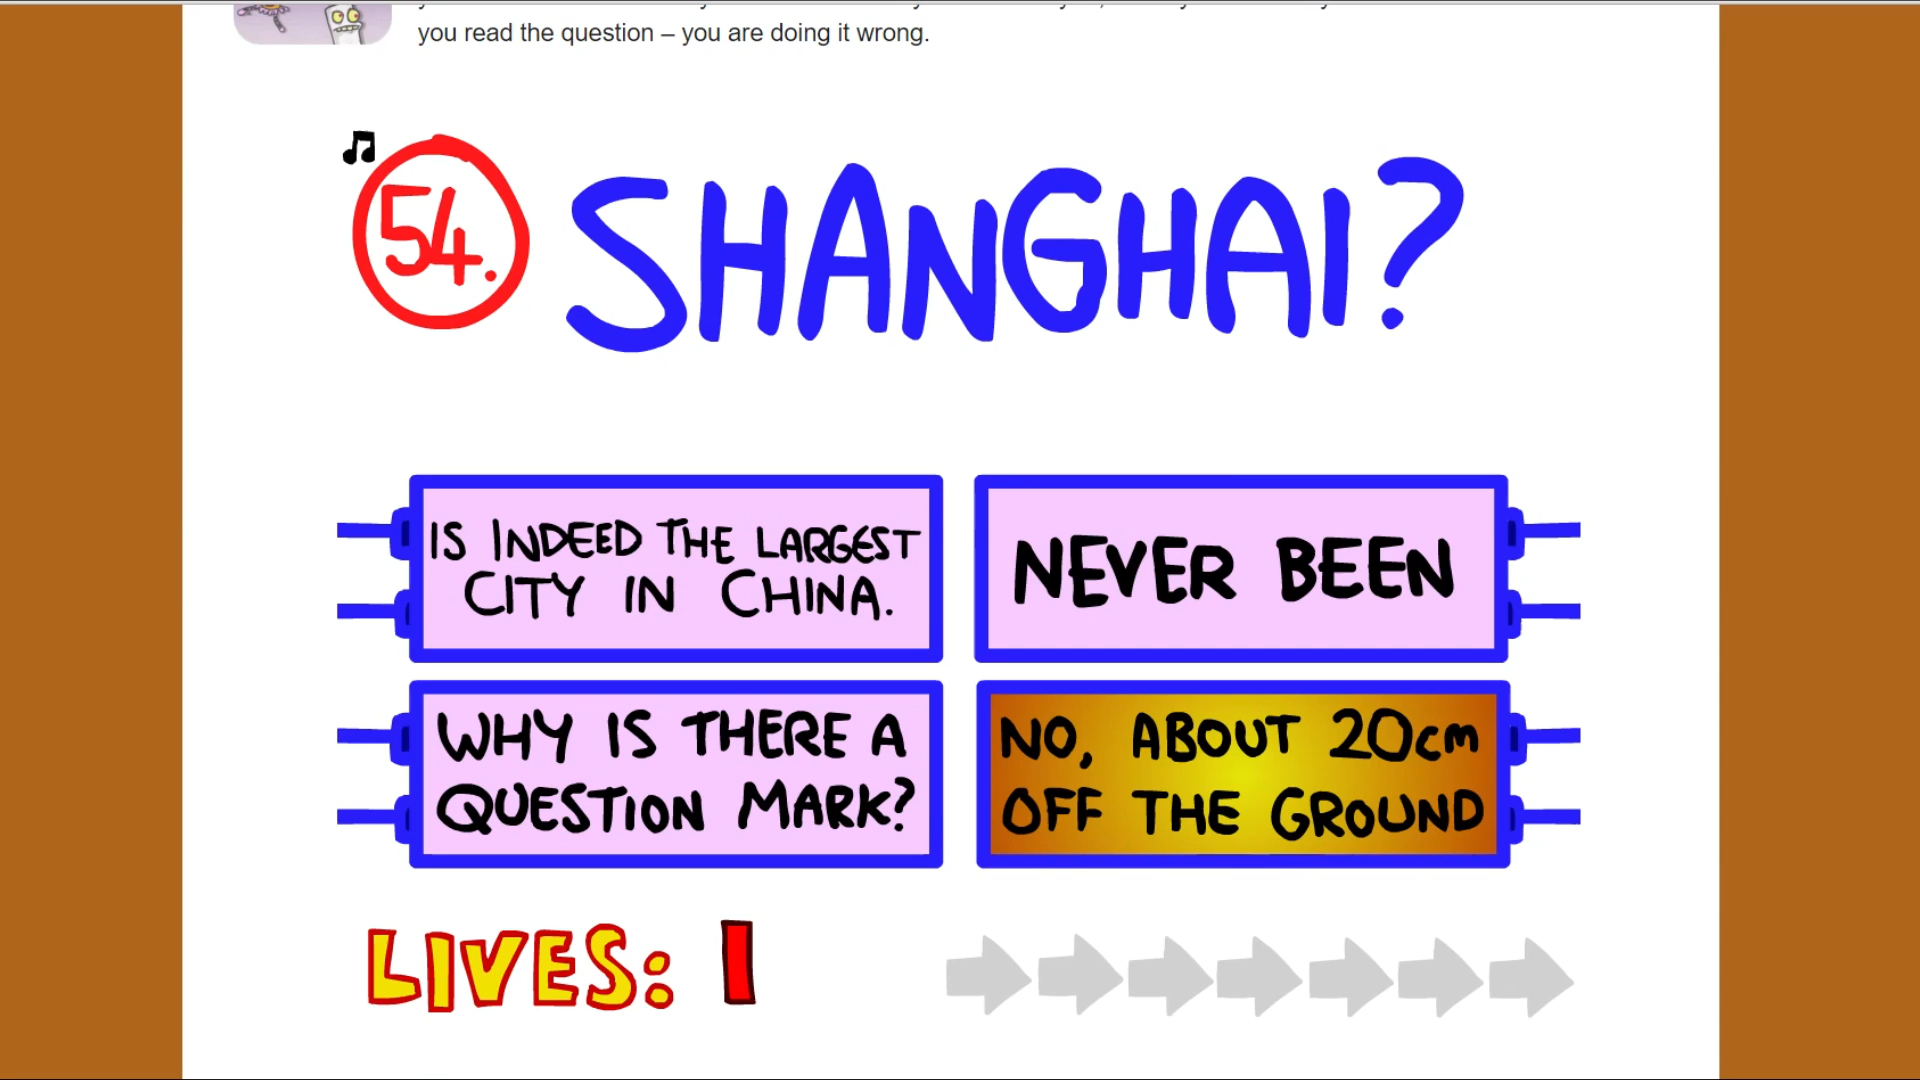 you read the question – you are doing it wrong.
54.
SHANGHAI?
IS INDEED THE LARGEST
CITY IN CHINA.
NEVER BEEN
WHY IS THERE A
QUESTION MARK?
NO, ABOUT 20cm
OFF THE GROUND
LIVES: 1